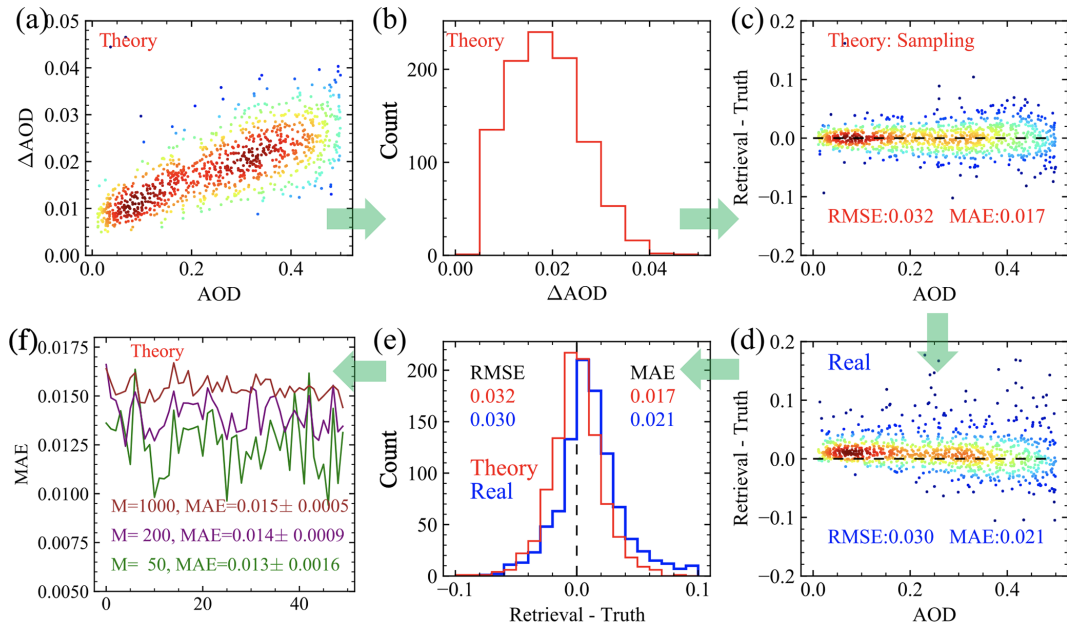 (a)
Theory
0.05
0.04
0.03
0.02
0.01
0.00
ΔAOD
0.0
0.2
0.4
AOD
(b)
Theory
200
100
0
Count
0.00
0.02
0.04
ΔAOD
(c)
Theory: Sampling
0.2
0.1
0.0
−0.1
−0.2
Retrieval - Truth
RMSE:0.032 MAE:0.017
0.0
0.2
0.4
AOD
(f)
Theory
0.0175
0.0150
0.0125
0.0100
0.0075
0.0050
MAE
M=1000, MAE=0.015± 0.0005
M= 200, MAE=0.014± 0.0009
M= 50, MAE=0.013± 0.0016
0
20
40
(e)
RMSE
0.032
0.030
MAE
0.017
0.021
Theory
Real
200
150
100
50
0
Count
−0.1
0.0
0.1
Retrieval - Truth
(d)
Real
0.2
0.1
0.0
−0.1
−0.2
Retrieval - Truth
RMSE:0.030 MAE:0.021
0.0
0.2
0.4
AOD